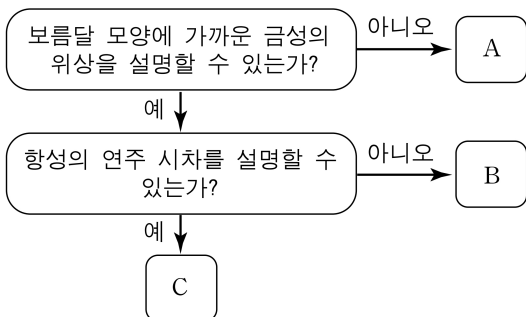 보름달 모양에 가까운 금성의
위상을 설명할 수 있는가?
아니오
A
예
항성의 연주 시차를 설명할 수
있는가?
아니오
B
예
C